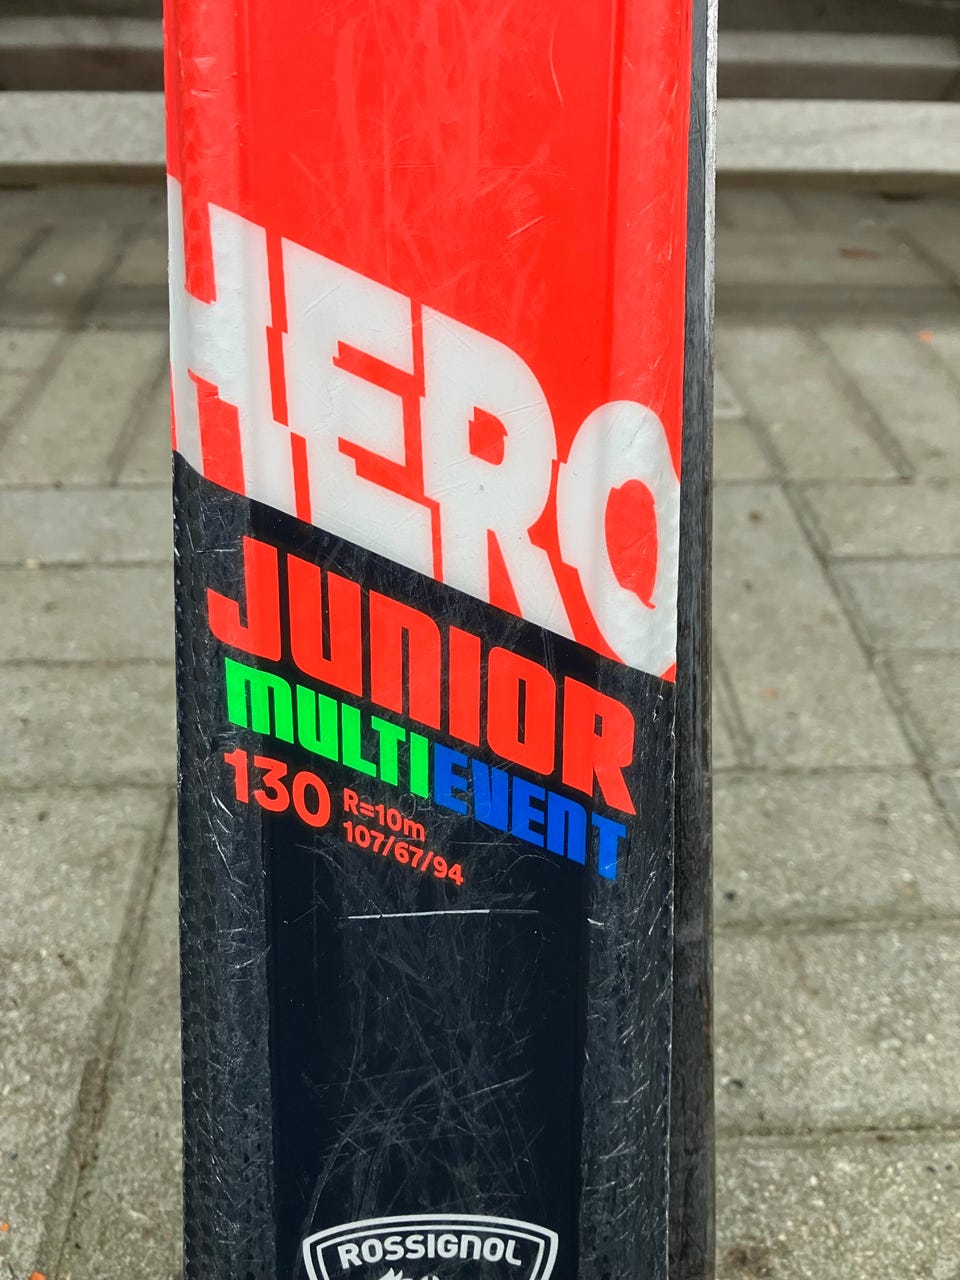 HERO
JUNIOR
MULTIEVENT
130 R=10m
107/67/94
ROSSIGNOL